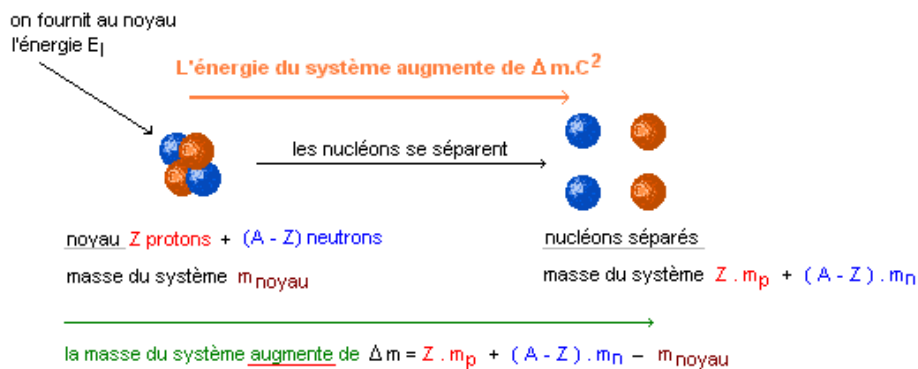 on fournit au noyau
l'énergie El
L'énergie du système augmente de Δ m.C²
les nucléons se séparent
noyau Z protons + (A - Z) neutrons
nucléons séparés
masse du système mnoyau
masse du système Z . mp + ( A - Z ) . mn
la masse du système augmente de Δm = Z . mp + ( A - Z ) . mn - mnoyau